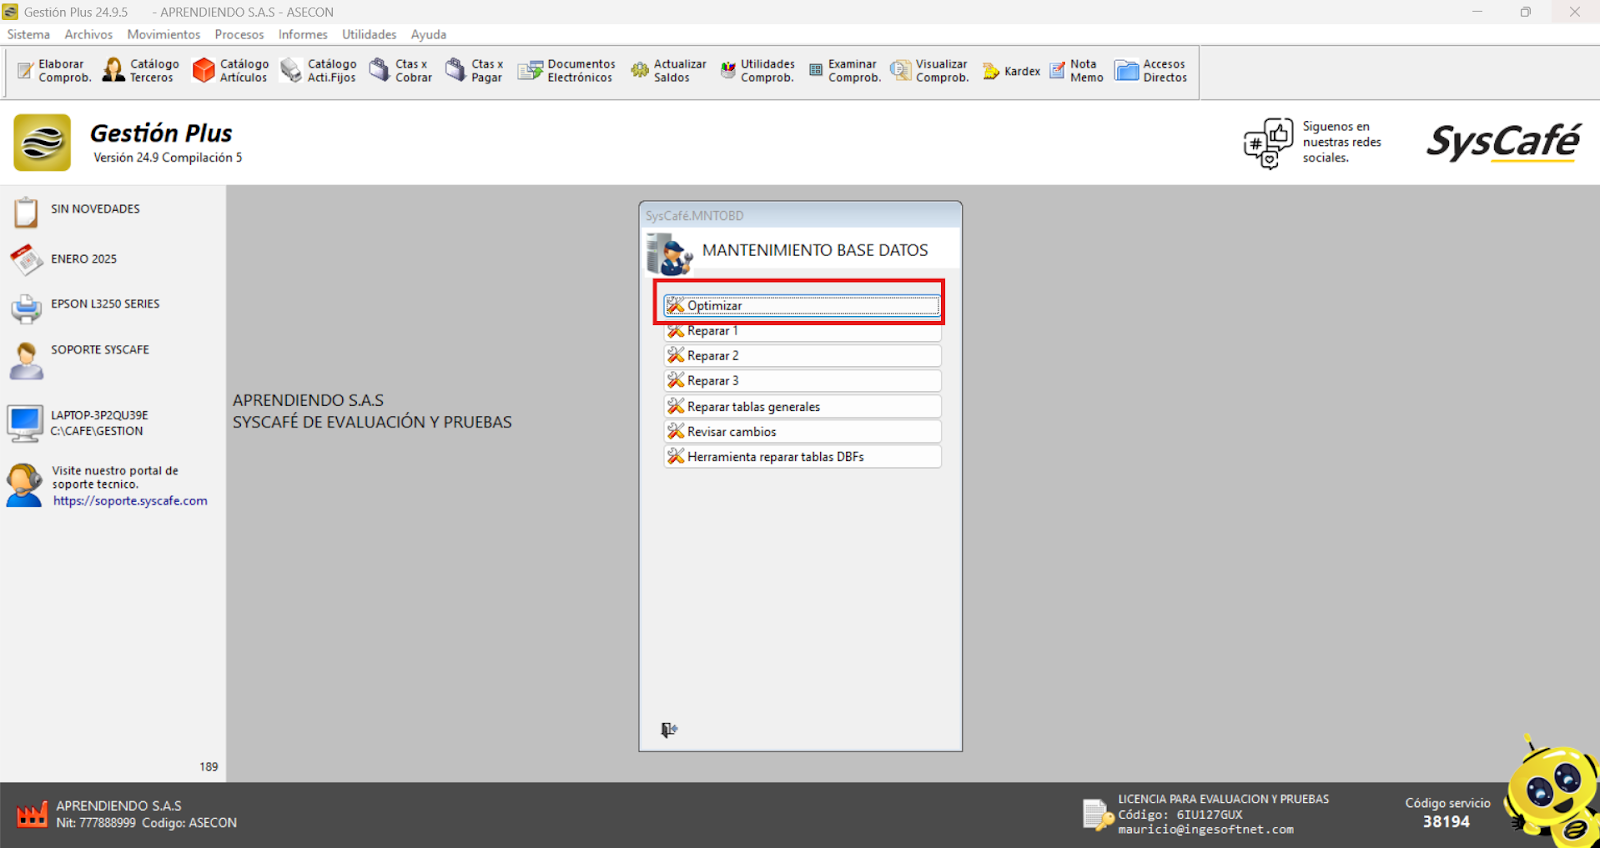 Gestión Plus 24.9.5 - APRENDIENDO S.A.S - ASECON
Sistema Archivos Movimientos Procesos Informes Utilidades Ayuda
Elaborar
Comprob.
Catálogo
Terceros
Catálogo
Artículos
Catálogo
Acti.Fijos
Ctas x
Cobrar
Ctas x
Pagar
Documentos
Electrónicos
Actualizar
Saldos
Utilidades
Comprob.
Examinar
Comprob.
Visualizar
Comprob.
Kardex
Nota
Memo
Accesos
Directos
Gestión Plus
Versión 24.9 Compilación 5
Siguenos en
nuestras redes
sociales.
SysCafé
SIN NOVEDADES
ENERO 2025
EPSON L3250 SERIES
SOPORTE SYSCAFE
LAPTOP-3P2QU39E
C:\CAFE\GESTION
Visite nuestro portal de
soporte tecnico.
https://soporte.syscafe.com
189
APRENDIENDO S.A.S
SYSCAFÉ DE EVALUACIÓN Y PRUEBAS
SysCafé.MNTOBD
MANTENIMIENTO BASE DATOS
Optimizar
Reparar 1
Reparar 2
Reparar 3
Reparar tablas generales
Revisar cambios
Herramienta reparar tablas DBFs
APRENDIENDO S.A.S
Nit: 777888999 Codigo: ASECON
LICENCIA PARA EVALUACION Y PRUEBAS
Código: 6IU127GUX
mauricio@ingesoftnet.com
Código servicio
38194